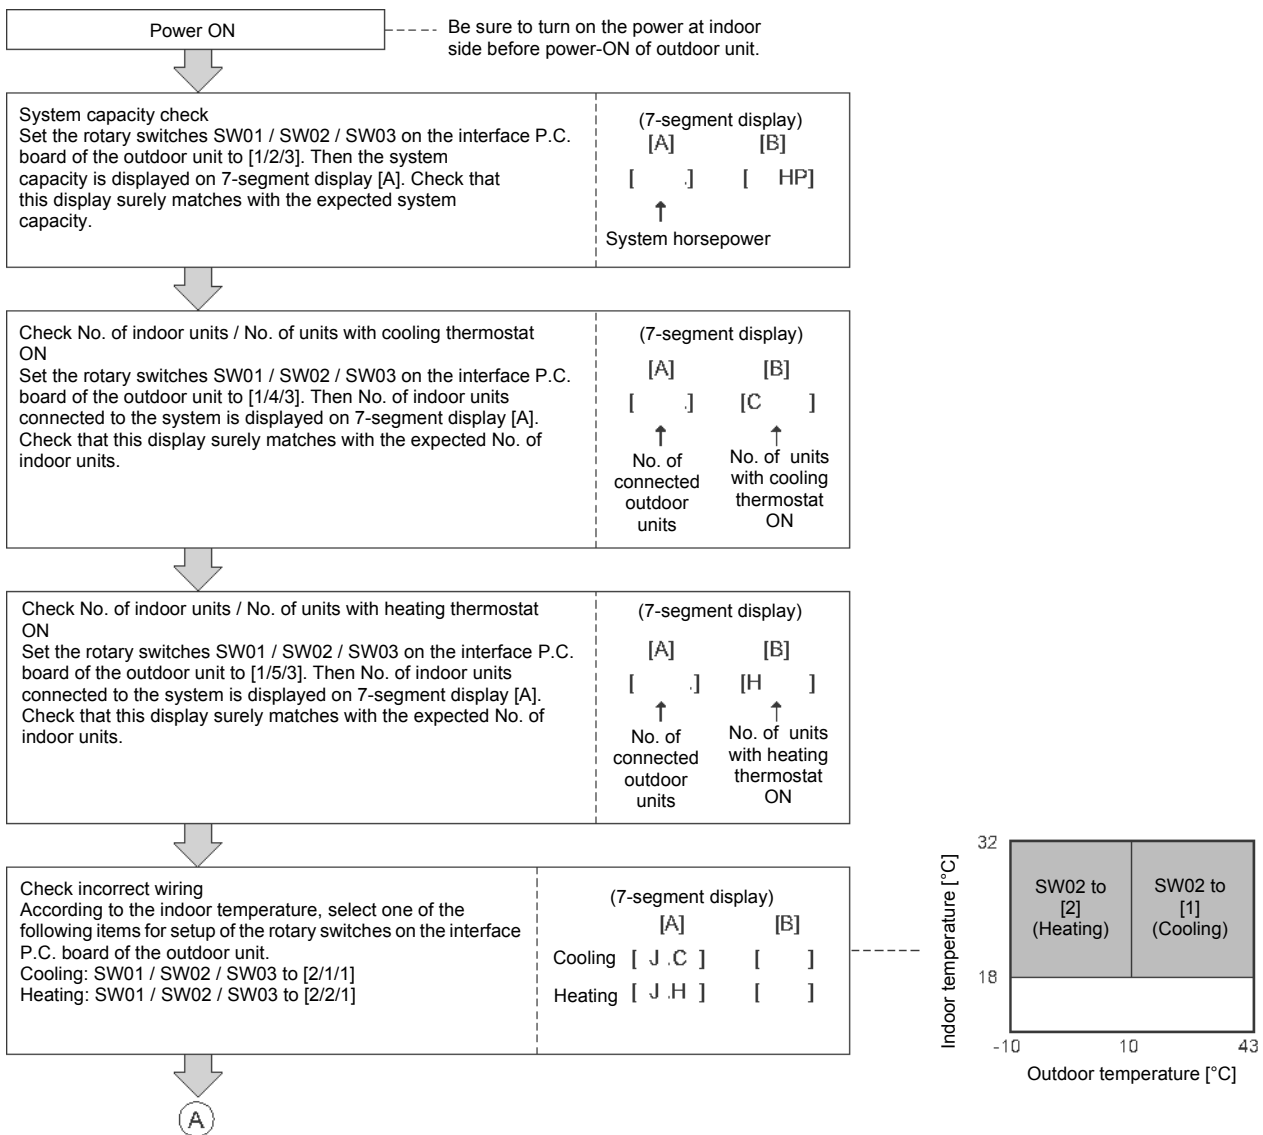 Power ON
Be sure to turn on the power at indoor
side before power-ON of outdoor unit.
System capacity check
Set the rotary switches SW01 / SW02 / SW03 on the interface P.C.
board of the outdoor unit to [1/2/3]. Then the system
capacity is displayed on 7-segment display [A]. Check that
this display surely matches with the expected system
capacity.
(7-segment display)
[A] [B]
[ .] [ HP]
↑
System horsepower
Check No. of indoor units / No. of units with cooling thermostat
ON
Set the rotary switches SW01 / SW02 / SW03 on the interface P.C.
board of the outdoor unit to [1/4/3]. Then No. of indoor units
connected to the system is displayed on 7-segment display [A].
Check that this display surely matches with the expected No. of
indoor units.
(7-segment display)
[A] [B]
[ .] [C ]
↑ ↑
No. of
connected
outdoor
units
No. of units
with cooling
thermostat
ON
Check No. of indoor units / No. of units with heating thermostat
ON
Set the rotary switches SW01 / SW02 / SW03 on the interface P.C.
board of the outdoor unit to [1/5/3]. Then No. of indoor units
connected to the system is displayed on 7-segment display [A].
Check that this display surely matches with the expected No. of
indoor units.
(7-segment display)
[A] [B]
[ .] [H ]
↑ ↑
No. of
connected
outdoor
units
No. of units
with heating
thermostat
ON
Check incorrect wiring
According to the indoor temperature, select one of the
following items for setup of the rotary switches on the interface
P.C. board of the outdoor unit.
Cooling: SW01 / SW02 / SW03 to [2/1/1]
Heating: SW01 / SW02 / SW03 to [2/2/1]
(7-segment display)
[A] [B]
Cooling [ J .C ] [ ]
Heating [ J .H ] [ ]
Indoor temperature [°C]
32
18
SW02 to
[2]
(Heating)
SW02 to
[1]
(Cooling)
-10 10 43
Outdoor temperature [°C]
A